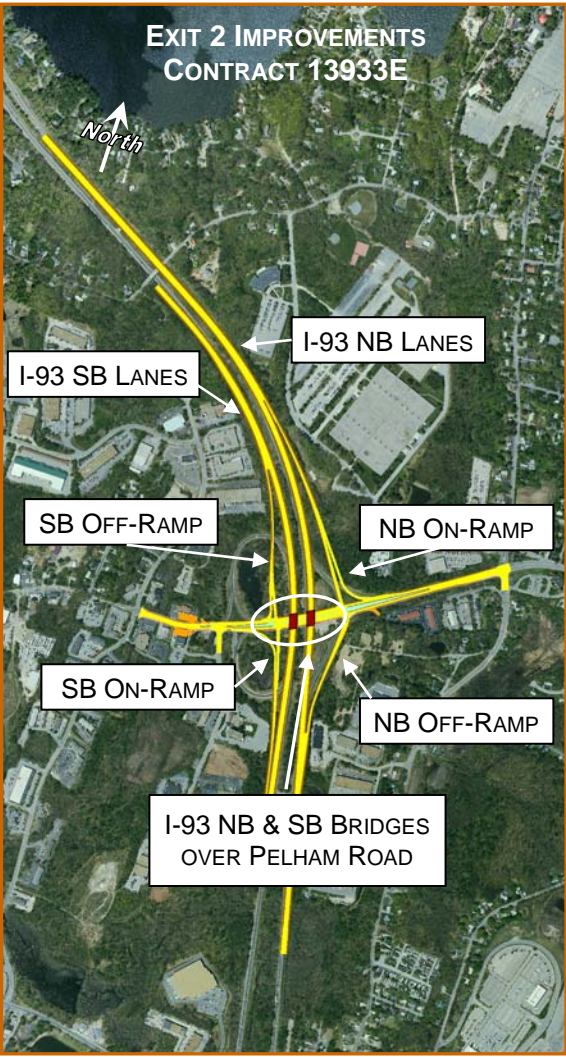 EXIT 2 IMPROVEMENTS
CONTRACT 13933E
North
I-93 NB LANES
I-93 SB LANES
SB OFF-RAMP
NB ON-RAMP
SB ON-RAMP
NB OFF-RAMP
I-93 NB & SB BRIDGES
OVER PELHAM ROAD